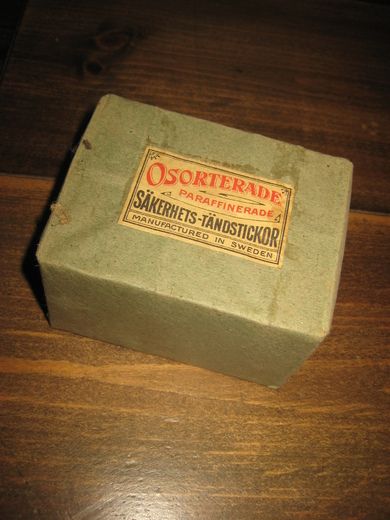 OSORTERADE
PARAFFINERADE
SÄKERHETS-TÄNDSTICKOR
MANUFACTURED IN SWEDEN